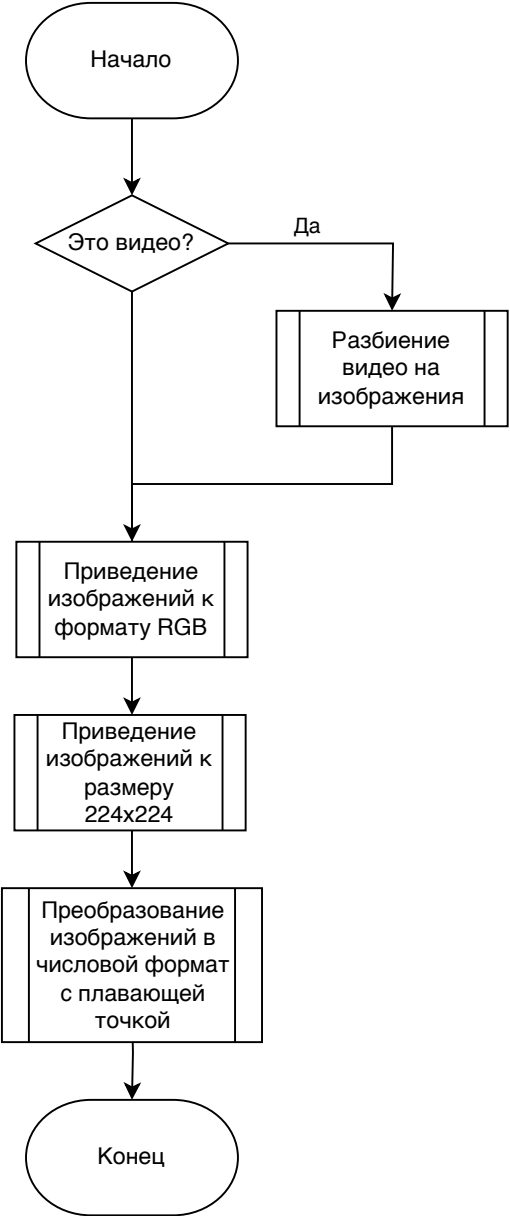 Начало
Это видео?
Да
Разбиение
видео на
изображения
Приведение
изображений к
формату RGB
Приведение
изображений к
размеру
224x224
Преобразование
изображений в
числовой формат
с плавающей
точкой
Конец